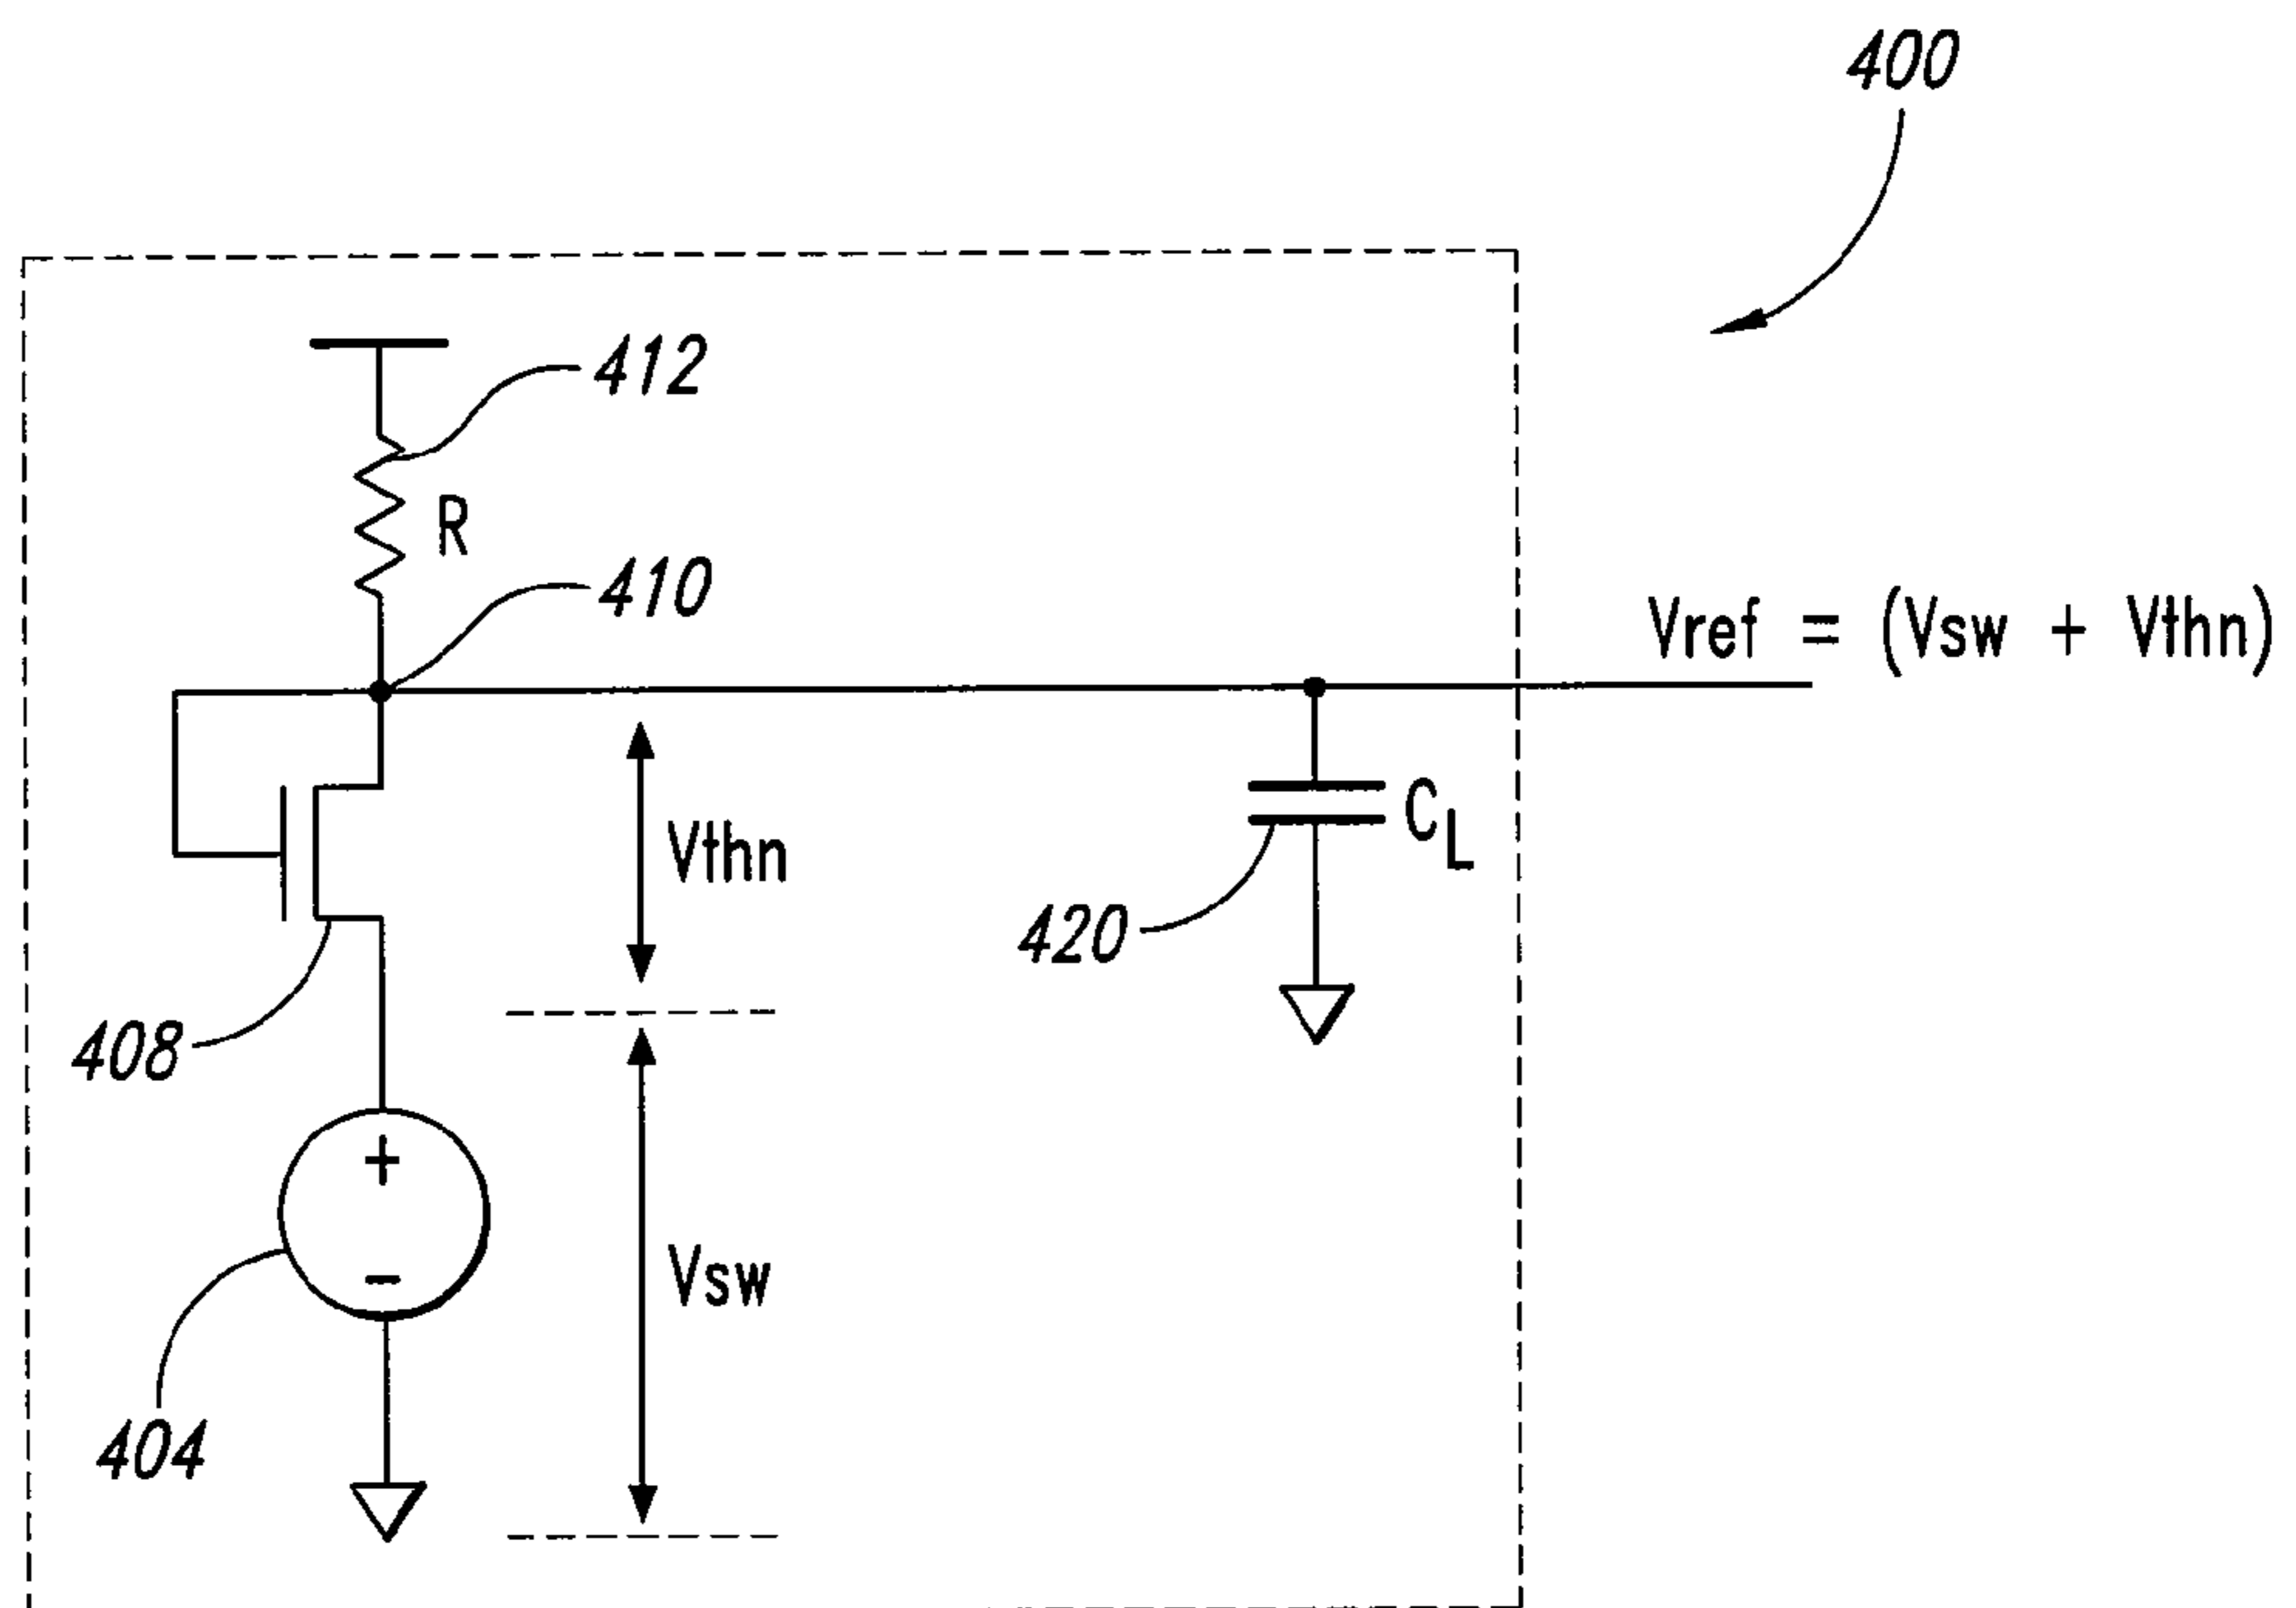 400
412
R
410
Vref = (Vsw + Vthn)
Vthn
CL
420
408
+
Vsw
−
404